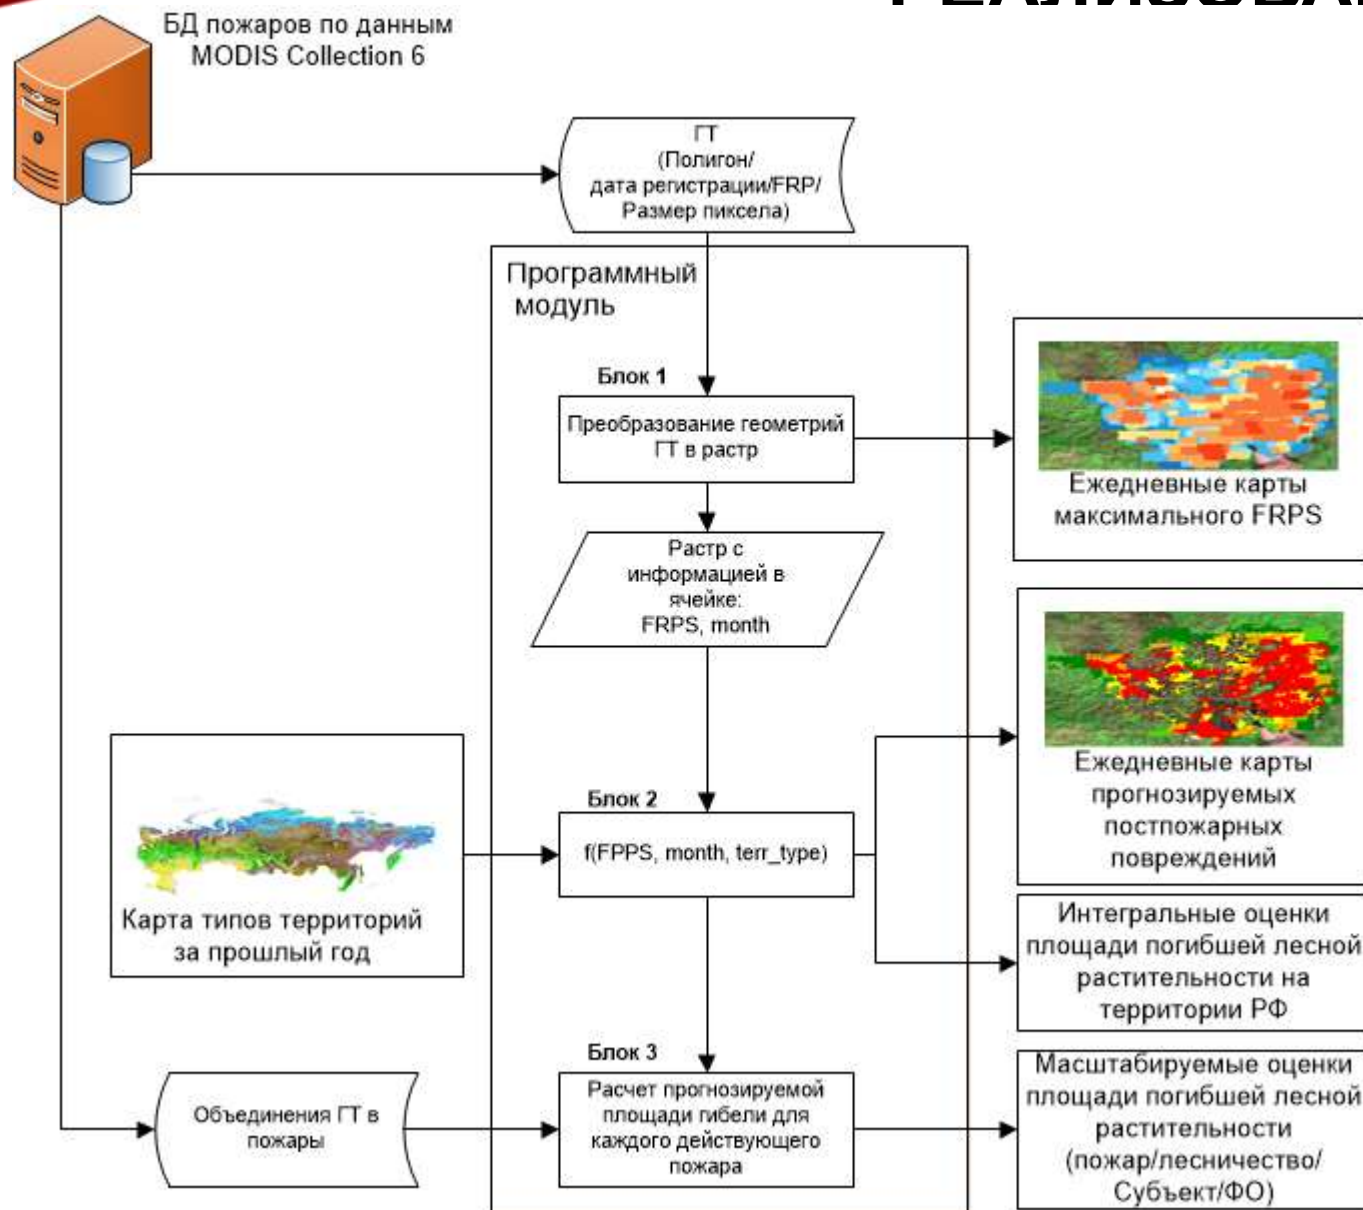 БД пожаров по данным
MODIS Collection 6
ГТ
(Полигон/
дата регистрации/FRP/
Размер пиксела)
Программный
модуль
Блок 1
Преобразование геометрий
ГТ в растр
Ежедневные карты
максимального FRPS
Растр с
информацией в
ячейке:
FRPS, month
Ежедневные карты
прогнозируемых
постпожарных
повреждений
Блок 2
f(FPPS, month, terr_type)
Карта типов территорий
за прошлый год
Интегральные оценки
площади погибшей лесной
растительности на
территории РФ
Блок 3
Расчет прогнозируемой
площади гибели для
каждого действующего
пожара
Объединения ГТ в
пожары
Масштабируемые оценки
площади погибшей лесной
растительности
(пожар/лесничество/
Субъект/ФО)